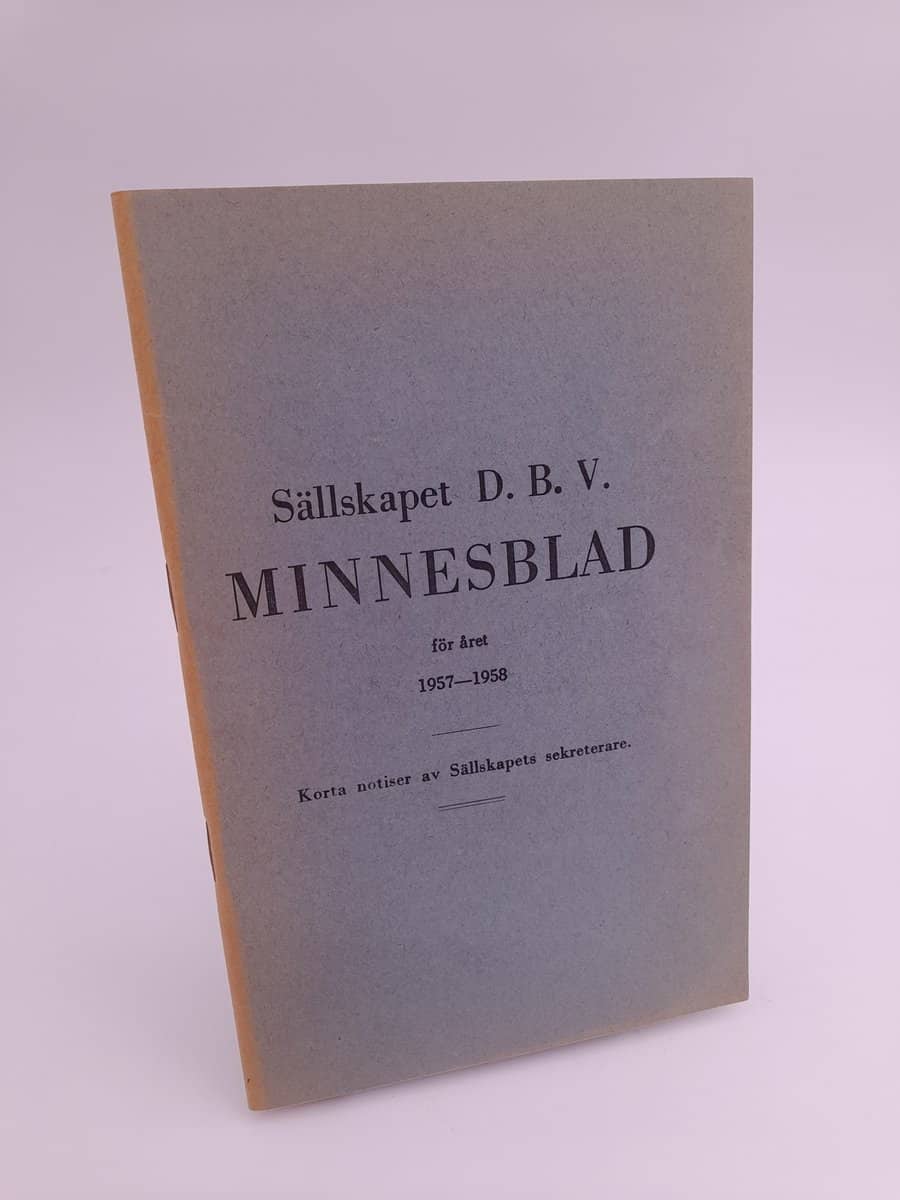 Sällskapet D. B. V.
MINNESBLAD
för året
1957—1958
Korta notiser av Sällskapets sekreterare.